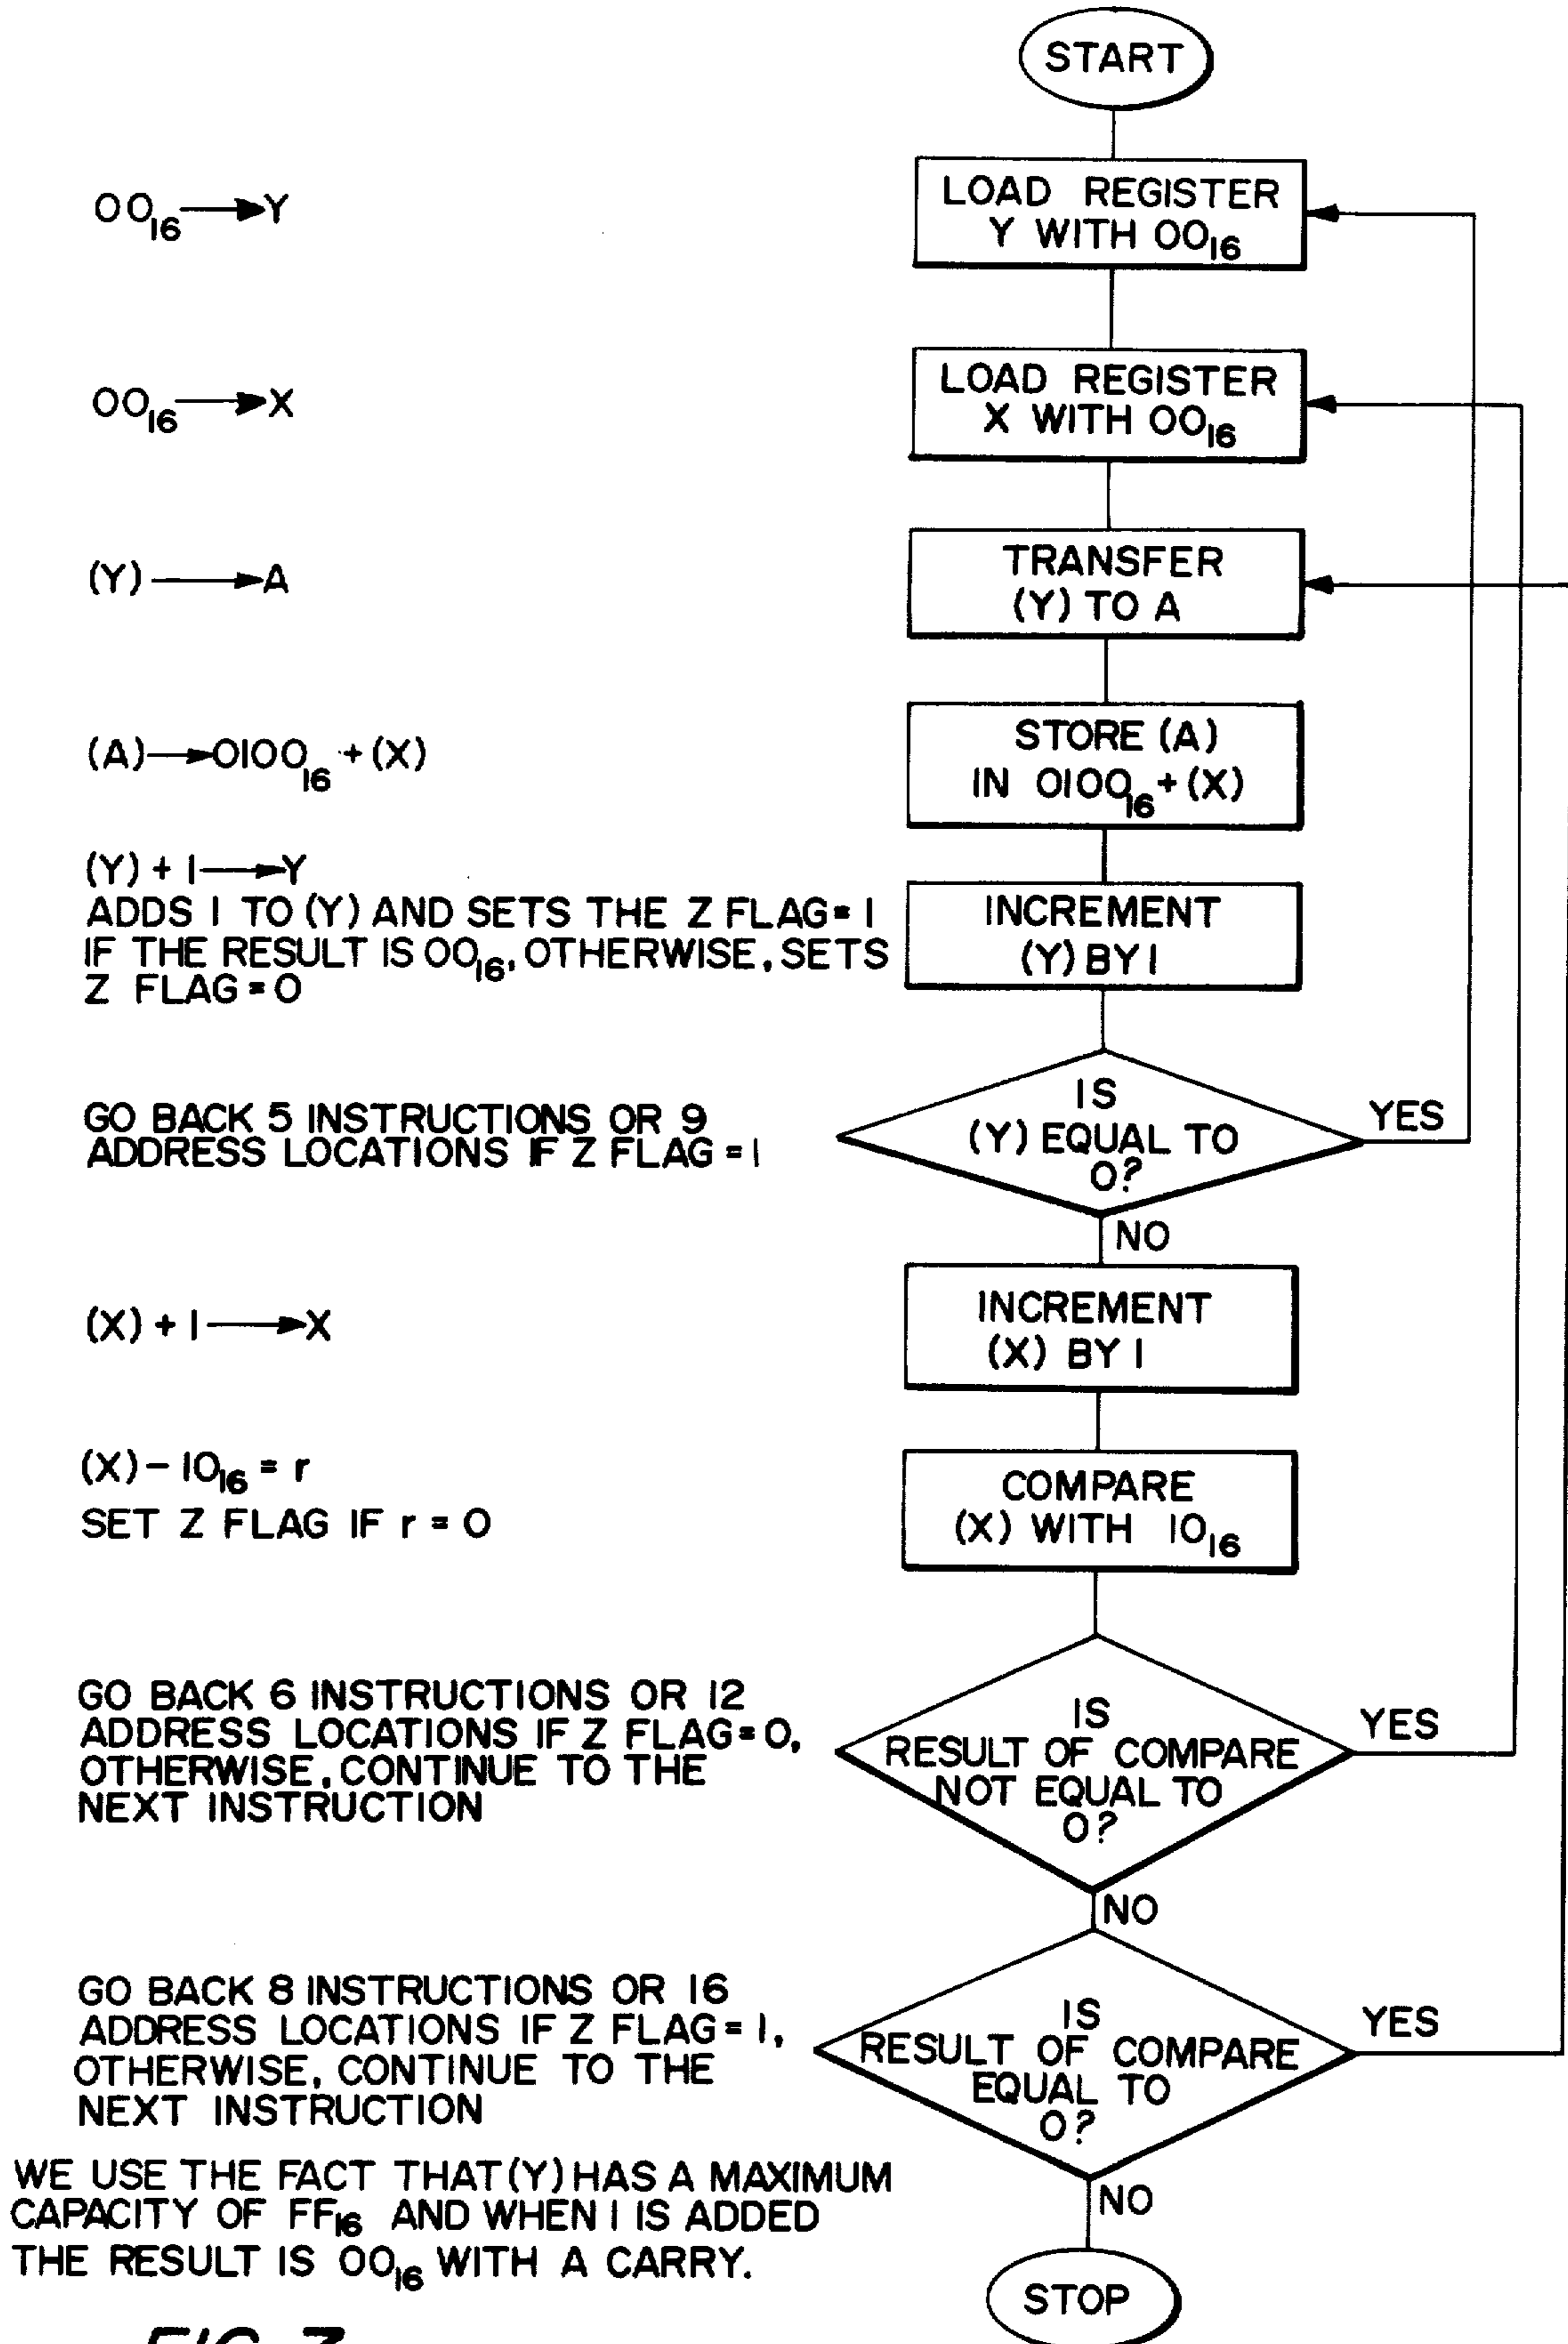 START
00₁₆→Y
LOAD REGISTER
Y WITH 00₁₆
00₁₆→X
LOAD REGISTER
X WITH 00₁₆
(Y)→A
TRANSFER
(Y) TO A
(A)→0100₁₆+(X)
STORE (A)
IN 0100₁₆+(X)
(Y)+1→Y
ADDS 1 TO (Y) AND SETS THE Z FLAG=1
IF THE RESULT IS 00₁₆, OTHERWISE, SETS
Z FLAG=0
INCREMENT
(Y) BY 1
GO BACK 5 INSTRUCTIONS OR 9
ADDRESS LOCATIONS IF Z FLAG=1
IS
(Y) EQUAL TO
0?
YES
NO
(X)+1→X
INCREMENT
(X) BY 1
(X)-10₁₆=r
SET Z FLAG IF r=0
COMPARE
(X) WITH 10₁₆
GO BACK 6 INSTRUCTIONS OR 12
ADDRESS LOCATIONS IF Z FLAG=0,
OTHERWISE, CONTINUE TO THE
NEXT INSTRUCTION
IS
RESULT OF COMPARE
NOT EQUAL TO
0?
YES
NO
GO BACK 8 INSTRUCTIONS OR 16
ADDRESS LOCATIONS IF Z FLAG=1,
OTHERWISE, CONTINUE TO THE
NEXT INSTRUCTION
IS
RESULT OF COMPARE
EQUAL TO
0?
YES
NO
WE USE THE FACT THAT (Y) HAS A MAXIMUM
CAPACITY OF FF₁₆ AND WHEN 1 IS ADDED
THE RESULT IS 00₁₆ WITH A CARRY.
STOP